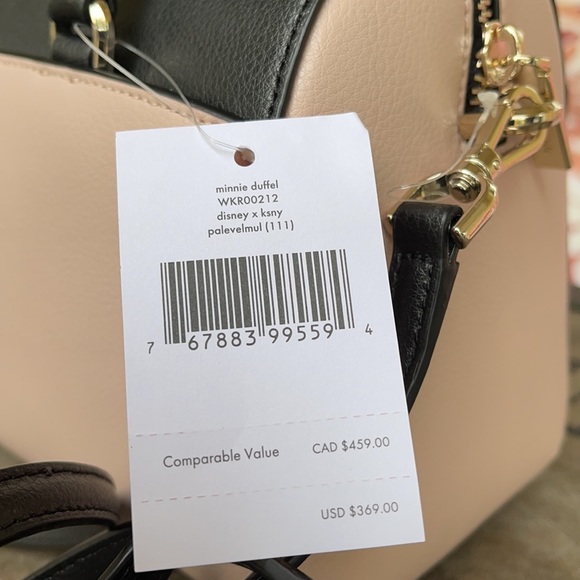 minnie duffel
WKR00212
disney x ksny
palevelmul (111)
7 67883 99559 4
Comparable Value CAD $459.00
USD $369.00